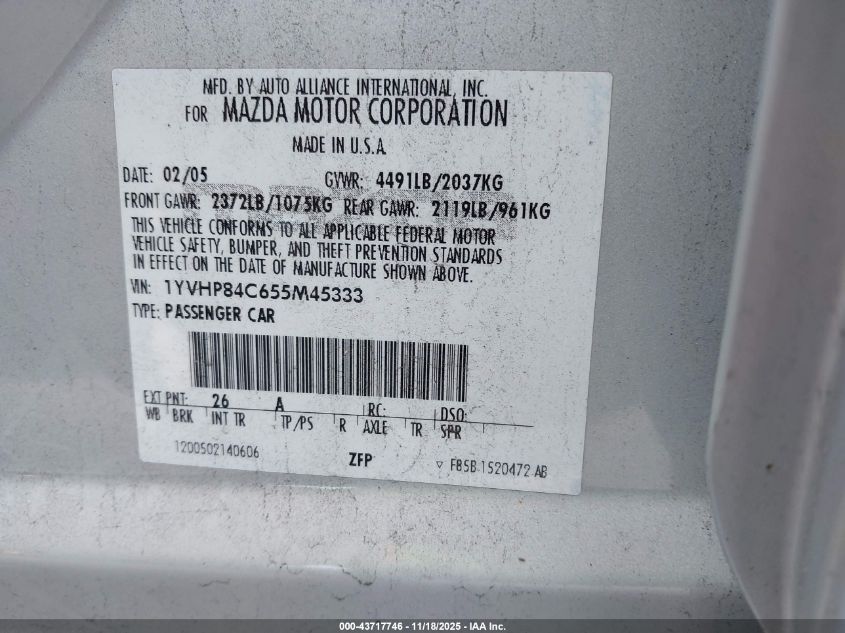 MFD. BY AUTO ALLIANCE INTERNATIONAL, INC.
FOR MAZDA MOTOR CORPORATION
MADE IN U.S.A.
DATE: 02/05 GVWR: 4491LB/2037KG
FRONT GAWR: 2372LB/1075KG REAR GAWR: 2119LB/961KG
THIS VEHICLE CONFORMS TO ALL APPLICABLE FEDERAL MOTOR
VEHICLE SAFETY, BUMPER, AND THEFT PREVENTION STANDARDS
IN EFFECT ON THE DATE OF MANUFACTURE SHOWN ABOVE.
VIN: 1YVHP84C655M45333
TYPE: PASSENGER CAR
EXT PNT: 26 A RC: DSO:
WB BRK INT TR TP/PS R AXLE TR SPR
1200502140606 ZFP F85B 1520472 AB
000-43717746 - 11/18/2025 - IAA Inc.